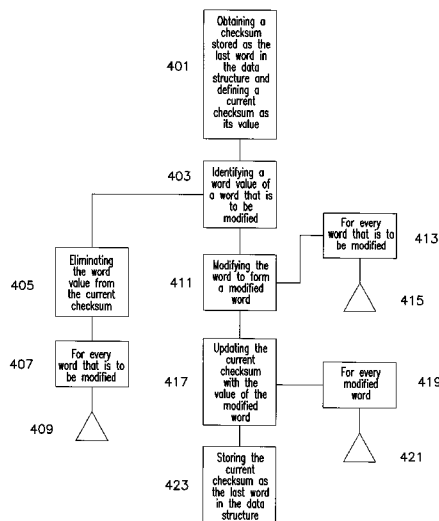 Obtaining a
checksum
stored as the
last word in
the data
structure and
defining a
current
checksum as
its value
401
403
Identifying a
word value of
a word that is
to be modified
For every
word that is to
be modified
413
405
Eliminating
the word
value from
the current
checksum
411
Modifying the
word to form
a modified
word
415
407
For every
word that is to
be modified
409
417
Updating the
current
checksum
with the
value of the
modified
word
For every
modified
word
419
421
423
Storing the
current
checksum as
the last word
in the data
structure